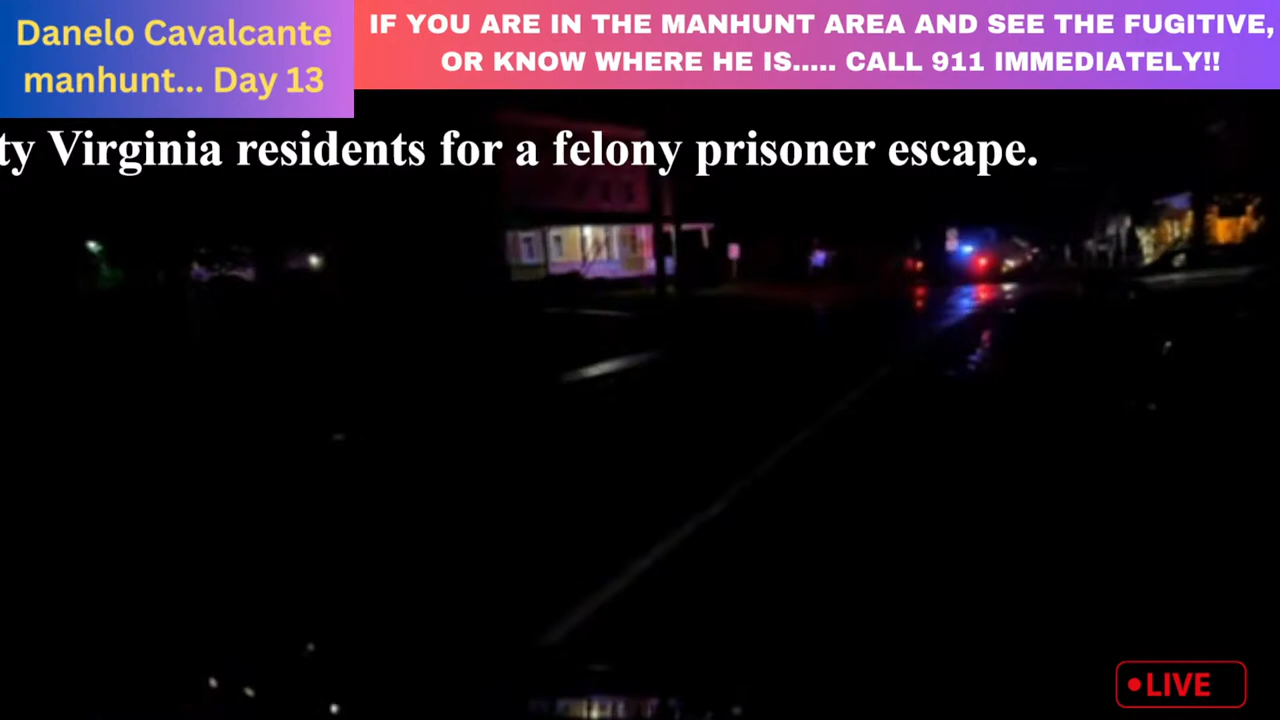 Danelo Cavalcante
manhunt... Day 13
IF YOU ARE IN THE MANHUNT AREA AND SEE THE FUGITIVE,
OR KNOW WHERE HE IS..... CALL 911 IMMEDIATELY!!
ty Virginia residents for a felony prisoner escape.
LIVE